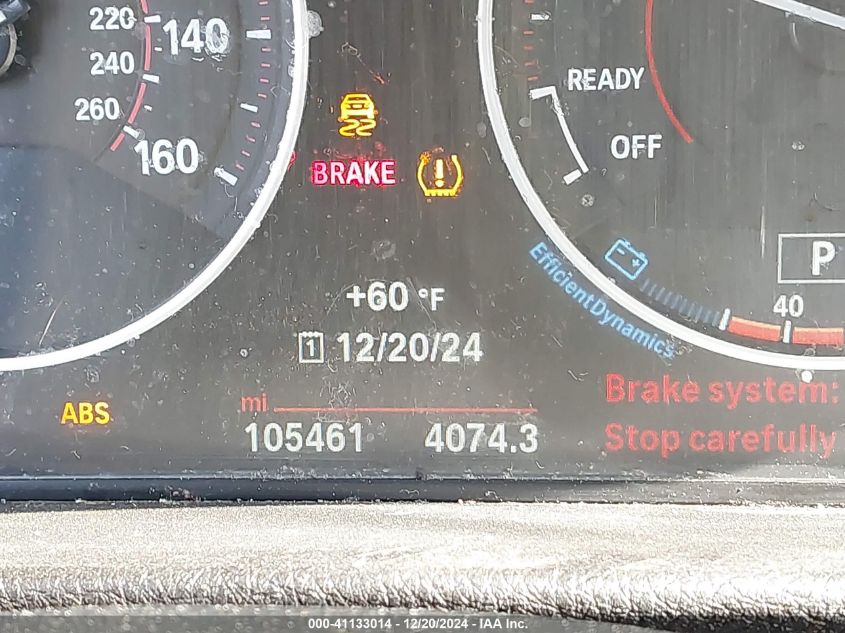 220
140
240
260
160
READY
OFF
BRAKE
EfficientDynamics
P
+60 °F
40
1 12/20/24
ABS
mi
105461 4074.3
Brake system:
Stop carefully
000-41133014 - 12/20/2024 - IAA Inc.